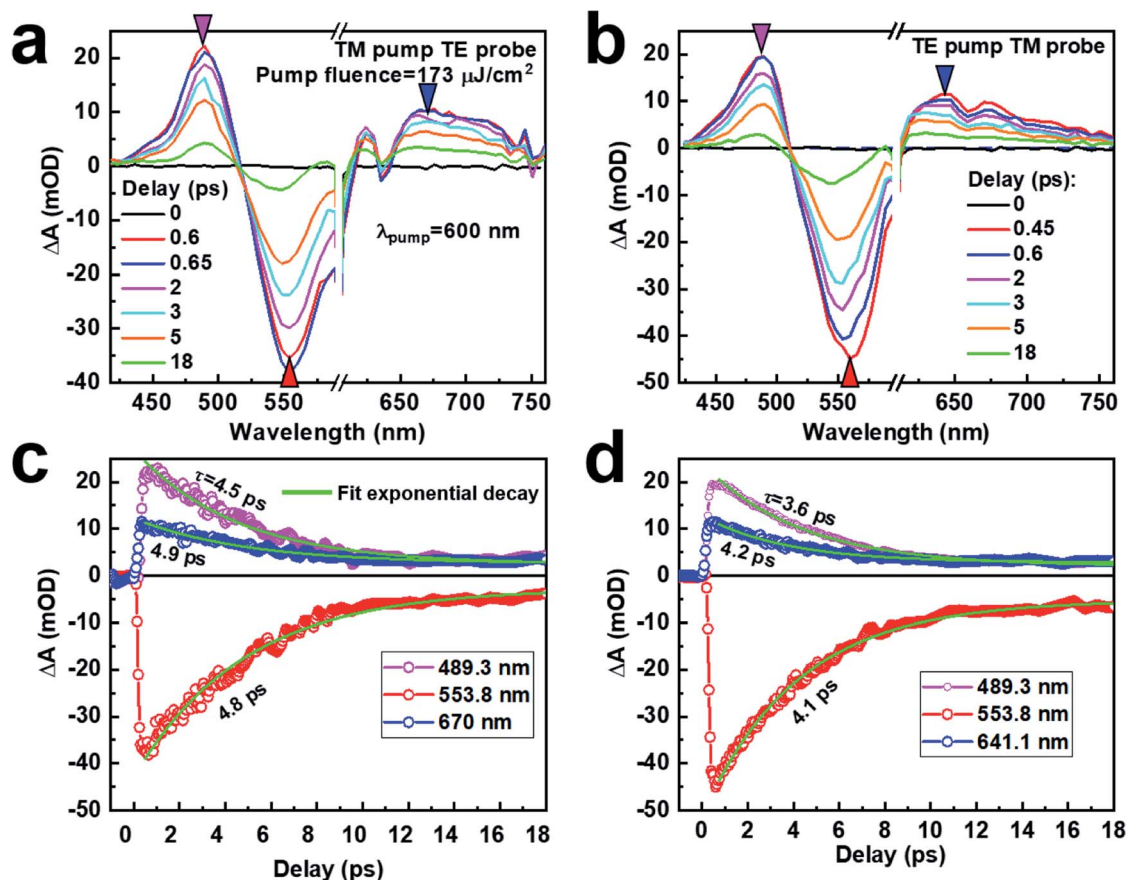 a
20
10
0
-10
-20
-30
-40
ΔA (mOD)
TM pump TE probe
Pump fluence=173 μJ/cm²
Delay (ps)
0
0.6
0.65
2
3
5
18
λpump=600 nm
450 500 550 650 700 750
Wavelength (nm)
b
20
10
0
-10
-20
-30
-40
-50
ΔA (mOD)
TE pump TM probe
Delay (ps):
0
0.45
0.6
2
3
5
18
450 500 550 650 700 750
Wavelength (nm)
c
20
10
0
-10
-20
-30
-40
-50
ΔA (mOD)
τ=4.5 ps
Fit exponential decay
4.9 ps
4.8 ps
489.3 nm
553.8 nm
670 nm
0 2 4 6 8 10 12 14 16 18
Delay (ps)
d
20
10
0
-10
-20
-30
-40
-50
ΔA (mOD)
τ=3.6 ps
4.2 ps
4.1 ps
489.3 nm
553.8 nm
641.1 nm
0 2 4 6 8 10 12 14 16 18
Delay (ps)